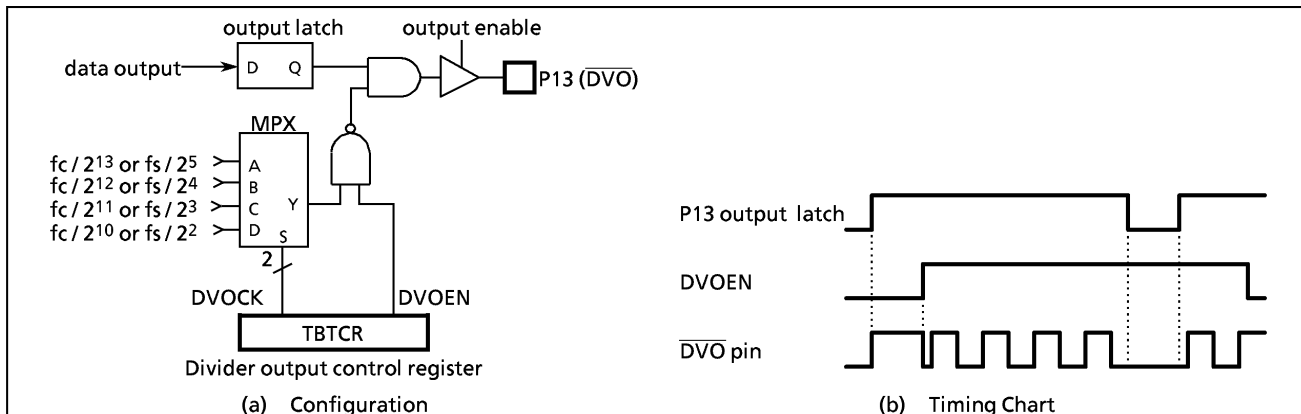 output latch
output enable
data output
D Q
P13 (DVO)
MPX
fc / 2¹³ or fs / 2⁵
A
fc / 2¹² or fs / 2⁴
B
fc / 2¹¹ or fs / 2³
C
Y
fc / 2¹⁰ or fs / 2²
D
S
2
DVOCK
DVOEN
TBTCR
Divider output control register
(a) Configuration
P13 output latch
DVOEN
DVO pin
(b) Timing Chart